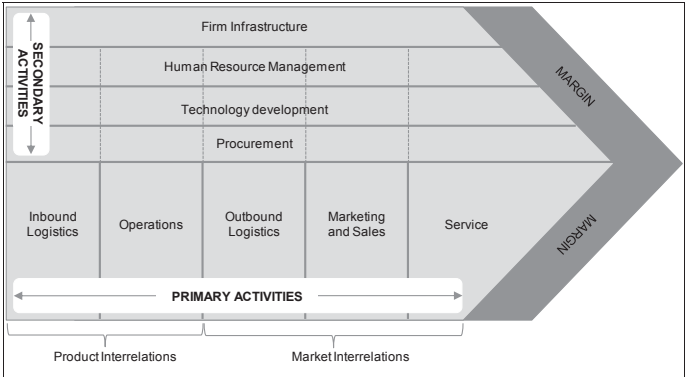 SECONDARY
ACTIVITIES
Firm Infrastructure
Human Resource Management
Technology development
Procurement
MARGIN
Inbound
Logistics
Operations
Outbound
Logistics
Marketing
and Sales
Service
MARGIN
PRIMARY ACTIVITIES
Product Interrelations
Market Interrelations